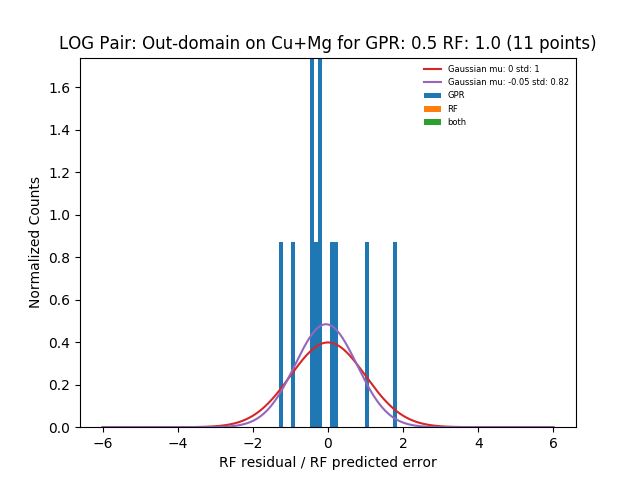 LOG Pair: Out-domain on Cu+Mg for GPR: 0.5 RF: 1.0 (11 points)
Gaussian mu: 0 std: 1
Gaussian mu: -0.05 std: 0.82
GPR
RF
both
Normalized Counts
1.6
1.4
1.2
1.0
0.8
0.6
0.4
0.2
0.0
−6 −4 −2 0 2 4 6
RF residual / RF predicted error